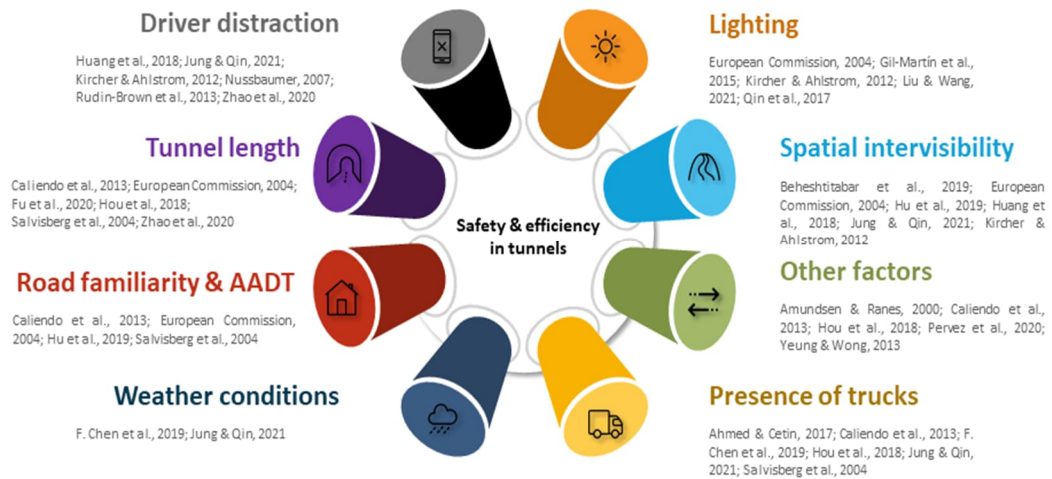 Driver distraction
Huang et al., 2018; Jung & Qin, 2021;
Kircher & Ahlstrom, 2012; Nussbaumer, 2007;
Rudin-Brown et al., 2013; Zhao et al., 2020
Lighting
European Commission, 2004; Gil-Martín et al.,
2015; Kircher & Ahlstrom, 2012; Liu & Wang,
2021; Qin et al., 2017
Tunnel length
Caliendo et al., 2013; European Commission, 2004;
Fu et al., 2020; Hou et al., 2018;
Salvisberg et al., 2004; Zhao et al., 2020
Spatial intervisibility
Beheshtitabar et al., 2019; European
Commission, 2004; Hu et al., 2019; Huang et
al., 2018; Jung & Qin, 2021; Kircher &
Ahlstrom, 2012
Safety & efficiency
in tunnels
Road familiarity & AADT
Caliendo et al., 2013; European Commission,
2004; Hu et al., 2019; Salvisberg et al., 2004
Other factors
Amundsen & Ranes, 2000; Caliendo et al.,
2013; Hou et al., 2018; Pervez et al., 2020;
Yeung & Wong, 2013
Weather conditions
F. Chen et al., 2019; Jung & Qin, 2021
Presence of trucks
Ahmed & Cetin, 2017; Caliendo et al., 2013; F.
Chen et al., 2019; Hou et al., 2018; Jung & Qin,
2021; Salvisberg et al., 2004